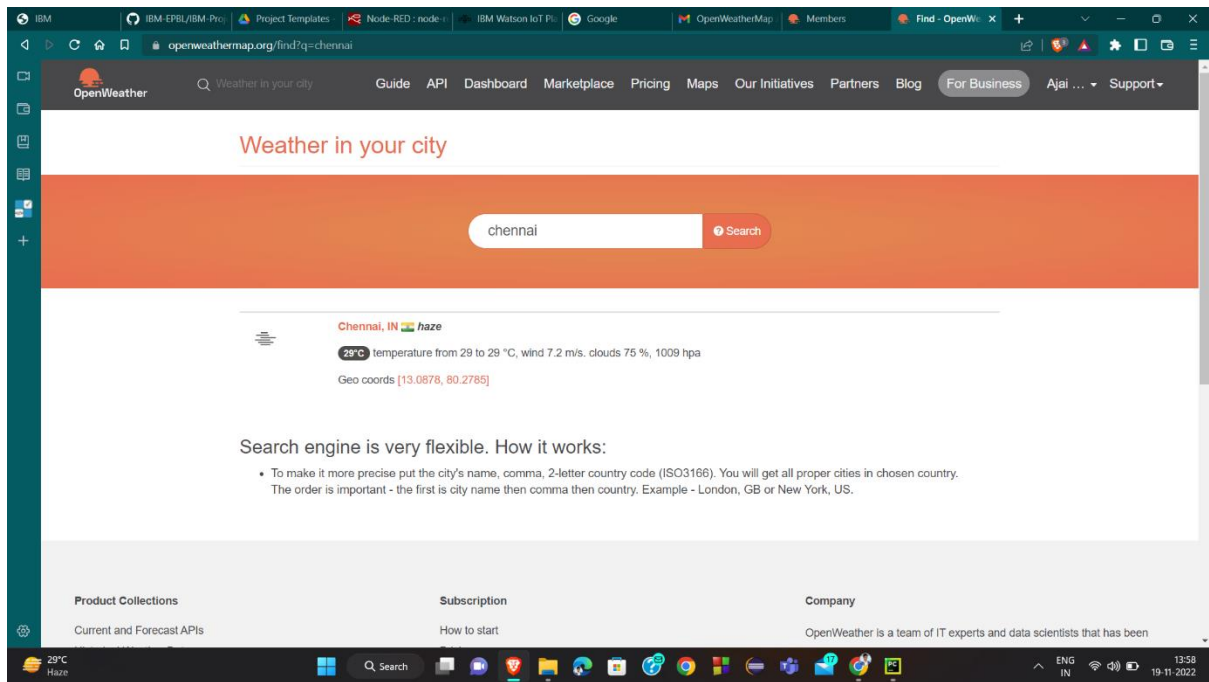 IBM
IBM-EPBL/IBM-Proj
Project Templates -
Node-RED : node-r
IBM Watson IoT Pla
Google
OpenWeatherMap
Members
Find - OpenWe
openweathermap.org/find?q=chennai
OpenWeather
Weather in your city
Guide API Dashboard Marketplace Pricing Maps Our Initiatives Partners Blog For Business Ajai ... Support
Weather in your city
chennai
Search
Chennai, IN haze
29°C temperature from 29 to 29 °C, wind 7.2 m/s. clouds 75 %, 1009 hpa
Geo coords [13.0878, 80.2785]
Search engine is very flexible. How it works:
• To make it more precise put the city's name, comma, 2-letter country code (ISO3166). You will get all proper cities in chosen country.
The order is important - the first is city name then comma then country. Example - London, GB or New York, US.
Product Collections
Current and Forecast APIs
Subscription
How to start
Company
OpenWeather is a team of IT experts and data scientists that has been
29°C
Haze
Search
17
ENG
IN
13:58
19-11-2022